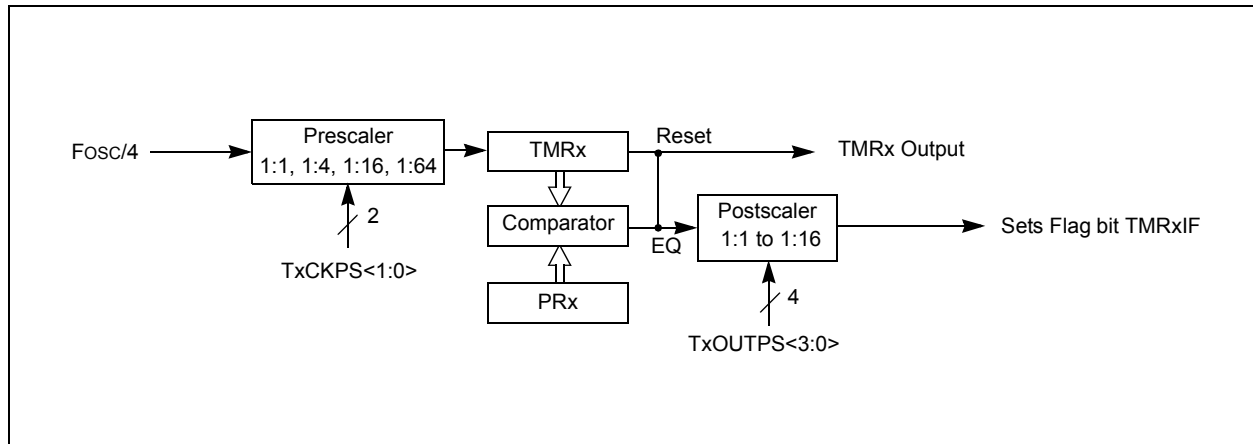 Fosc/4
Prescaler
1:1, 1:4, 1:16, 1:64
2
TxCKPS<1:0>
TMRx
Reset
TMRx Output
Comparator
EQ
Postscaler
1:1 to 1:16
Sets Flag bit TMRxIF
PRx
4
TxOUTPS<3:0>